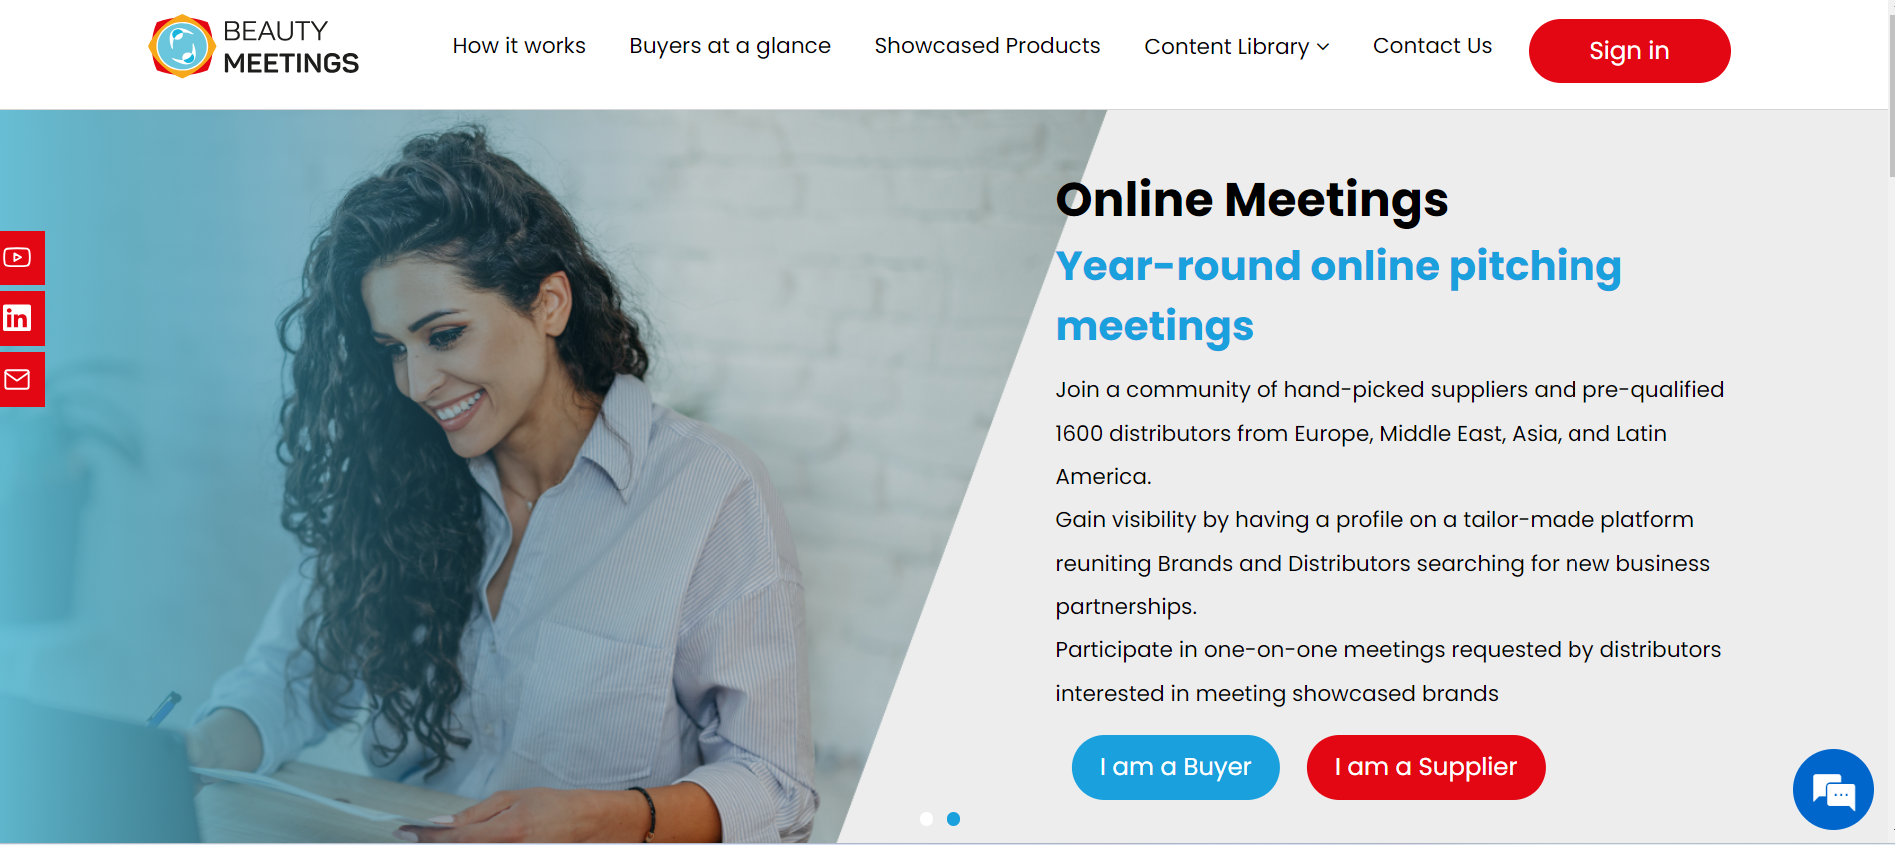 BEAUTY
MEETINGS
How it works
Buyers at a glance
Showcased Products
Content Library
Contact Us
Sign in
Online Meetings
Year-round online pitching
meetings
Join a community of hand-picked suppliers and pre-qualified
1600 distributors from Europe, Middle East, Asia, and Latin
America.
Gain visibility by having a profile on a tailor-made platform
reuniting Brands and Distributors searching for new business
partnerships.
Participate in one-on-one meetings requested by distributors
interested in meeting showcased brands
I am a Buyer
I am a Supplier
in